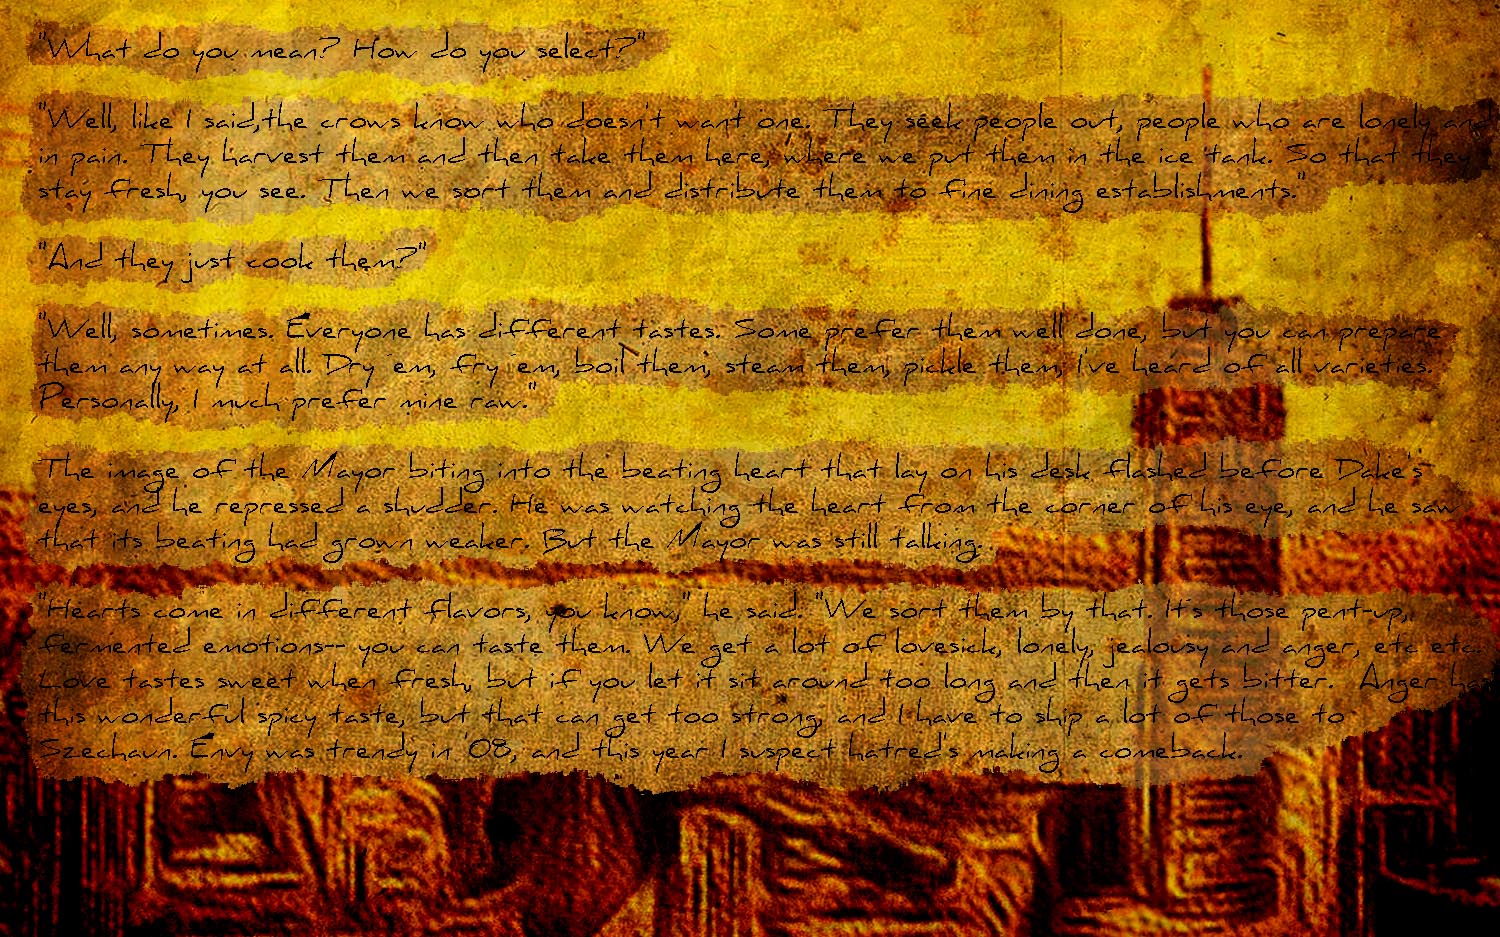 "What do you mean? How do you select?"
"Well, like I said,the crows know who doesn't want one. They seek people out, people who are lonely and
in pain. They harvest them and then take them here, where we put them in the ice tank. So that they
stay fresh, you see. Then we sort them and distribute them to fine dining establishments."
"And they just cook them?"
"Well, sometimes. Everyone has different tastes. Some prefer them well done, but you can prepare
them any way at all. Dry 'em, fry 'em, boil them, steam them, pickle them, I've heard of all varieties.
Personally, I much prefer mine raw."
The image of the Mayor biting into the beating heart that lay on his desk flashed before Dake's
eyes, and he repressed a shudder. He was watching the heart from the corner of his eye, and he saw
that its beating had grown weaker. But the Mayor was still talking.
"Hearts come in different flavors, you know," he said. "We sort them by that. It's those pent-up,
fermented emotions-- you can taste them. We get a lot of lovesick, lonely, jealousy and anger, etc etc.
Love tastes sweet when fresh, but if you let it sit around too long and then it gets bitter. Anger has
this wonderful spicy taste, but that can get too strong, and I have to ship a lot of those to
Szechaun. Envy was trendy in '08, and this year I suspect hatred's making a comeback.